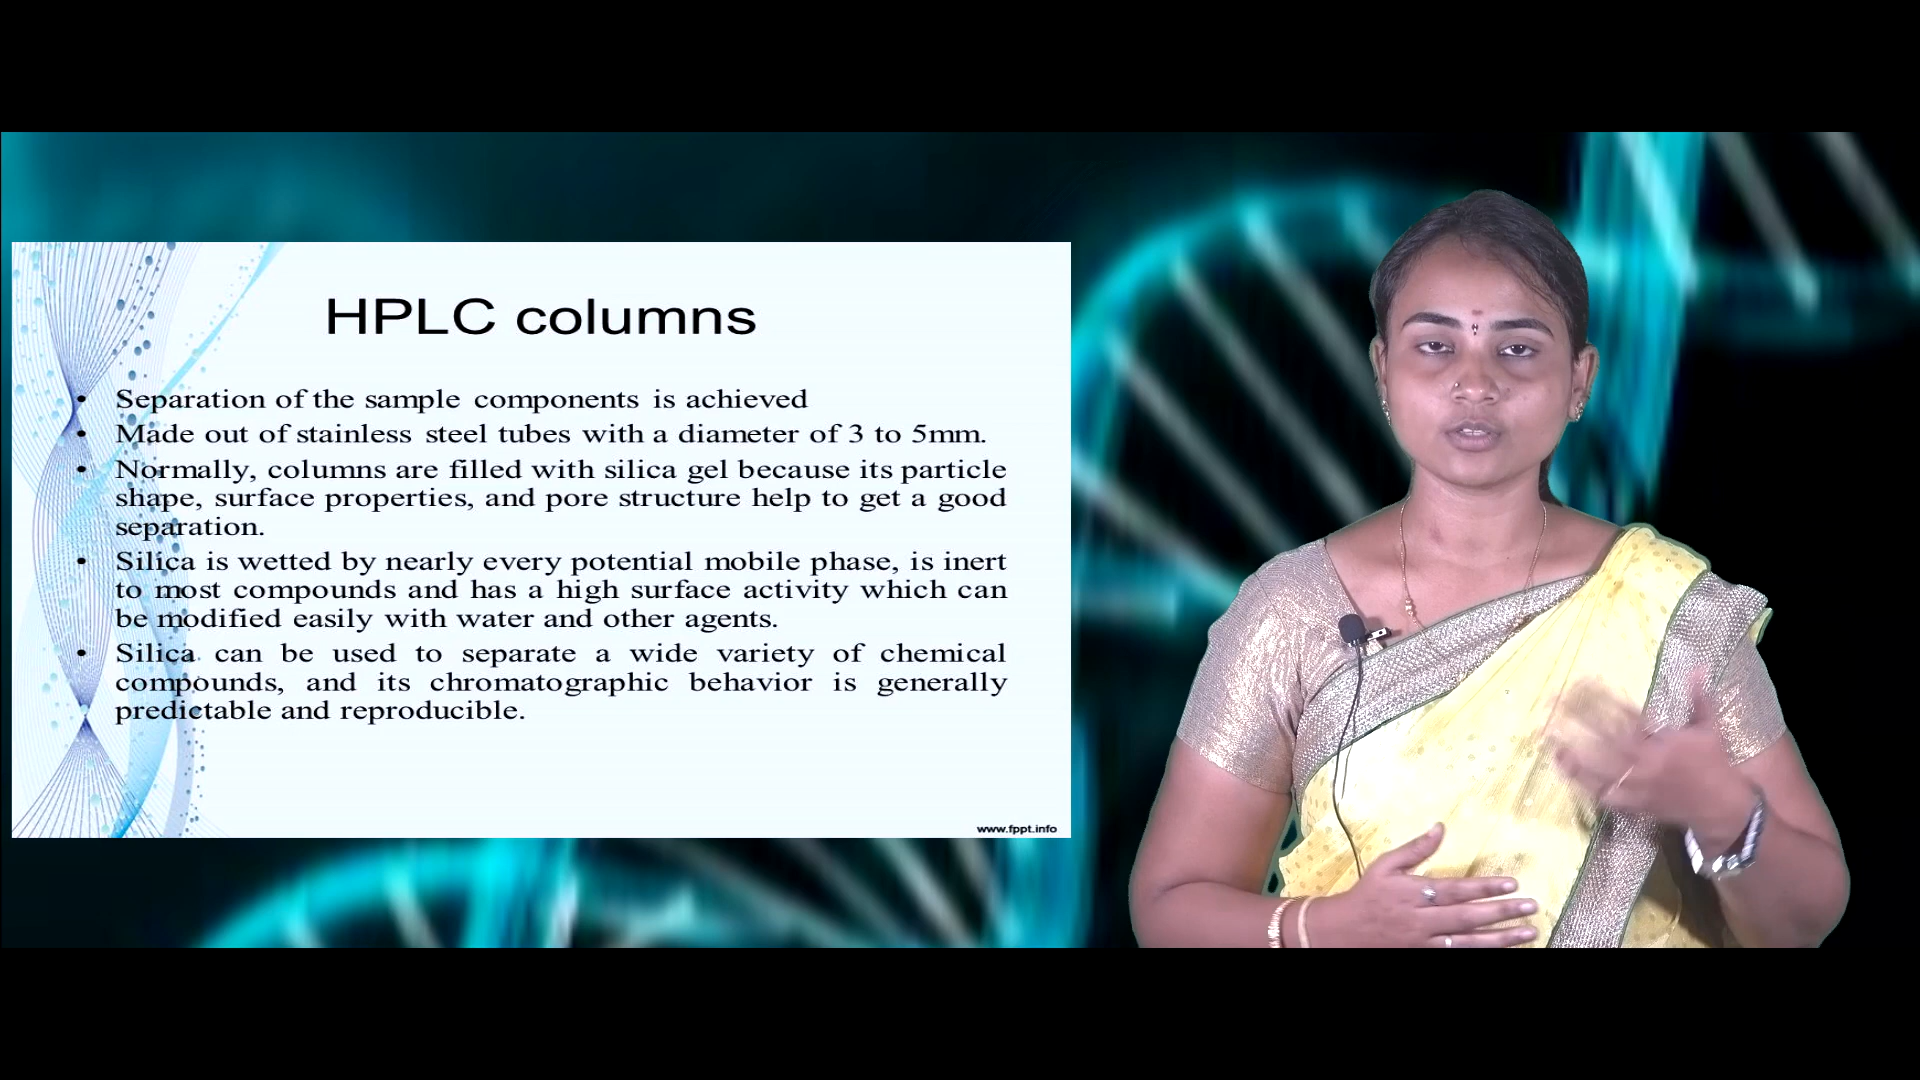 HPLC columns
• Separation of the sample components is achieved
• Made out of stainless steel tubes with a diameter of 3 to 5mm.
• Normally, columns are filled with silica gel because its particle
shape, surface properties, and pore structure help to get a good
separation.
• Silica is wetted by nearly every potential mobile phase, is inert
to most compounds and has a high surface activity which can
be modified easily with water and other agents.
• Silica can be used to separate a wide variety of chemical
compounds, and its chromatographic behavior is generally
predictable and reproducible.
www.fppt.info